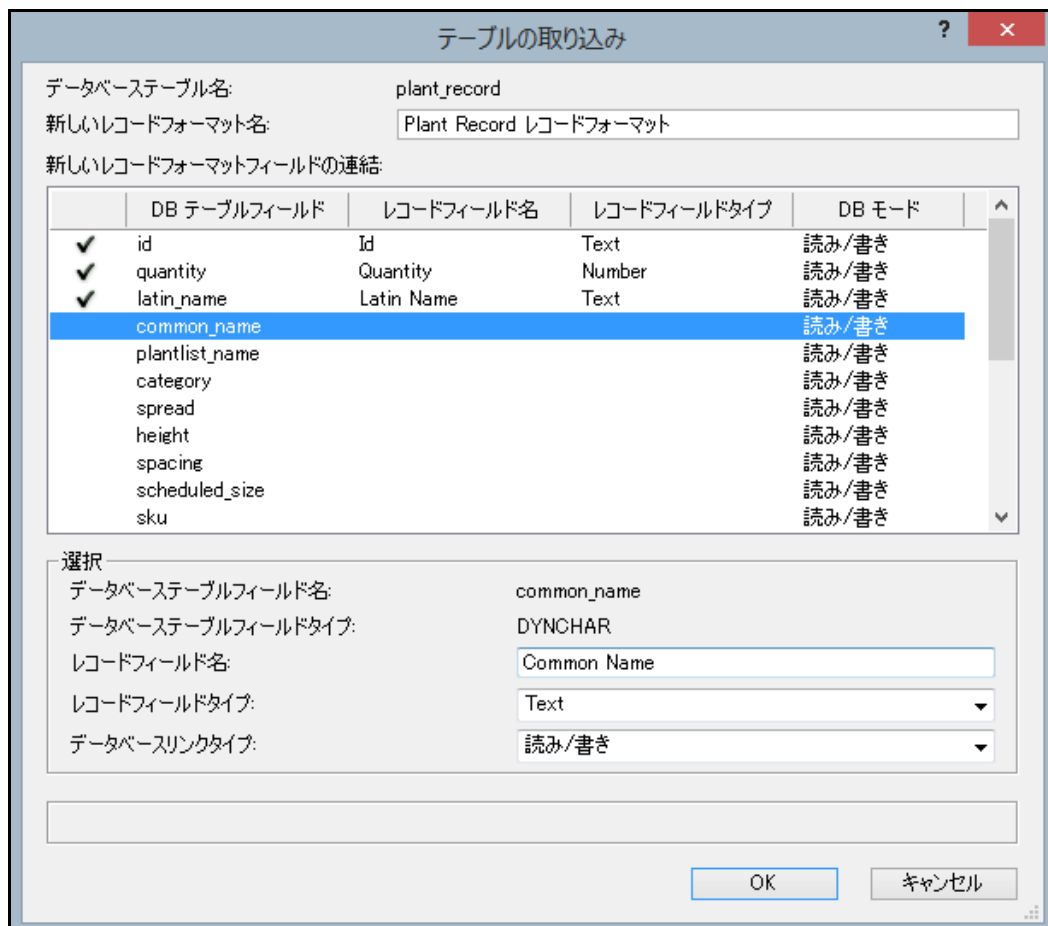 テーブルの取り込み ?
データベーステーブル名: plant_record
新しいレコードフォーマット名: Plant Record レコードフォーマット
新しいレコードフォーマットフィールドの連結:
DB テーブルフィールド レコードフィールド名 レコードフィールドタイプ DB モード
id Id Text 読み/書き
quantity Quantity Number 読み/書き
latin_name Latin Name Text 読み/書き
common_name 読み/書き
plantlist_name 読み/書き
category 読み/書き
spread 読み/書き
height 読み/書き
spacing 読み/書き
scheduled_size 読み/書き
sku 読み/書き
選択
データベーステーブルフィールド名: common_name
データベーステーブルフィールドタイプ: DYNCHAR
レコードフィールド名: Common Name
レコードフィールドタイプ: Text
データベースリンクタイプ: 読み/書き
OK キャンセル